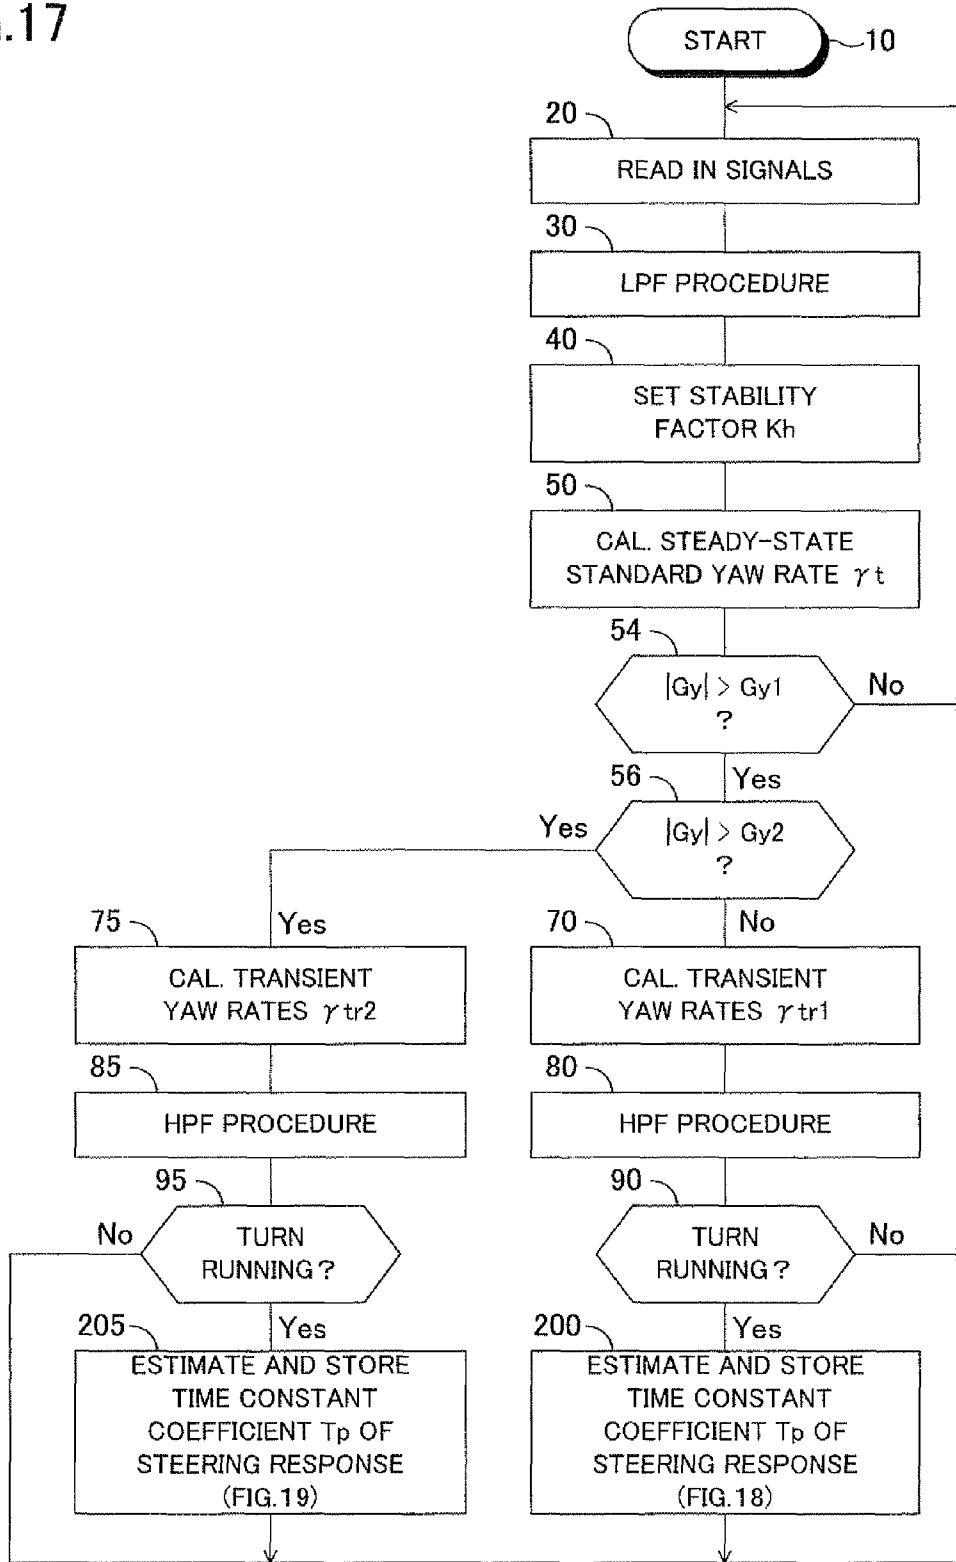 .17
START
10
20
READ IN SIGNALS
30
LPF PROCEDURE
40
SET STABILITY
FACTOR Kh
50
CAL. STEADY-STATE
STANDARD YAW RATE γt
54
|Gy| > Gy1
?
No
Yes
56
|Gy| > Gy2
?
Yes
Yes
No
75
CAL. TRANSIENT
YAW RATES γtr2
70
CAL. TRANSIENT
YAW RATES γtr1
85
HPF PROCEDURE
80
HPF PROCEDURE
95
TURN
RUNNING?
No
Yes
90
TURN
RUNNING?
No
Yes
205
ESTIMATE AND STORE
TIME CONSTANT
COEFFICIENT Tp OF
STEERING RESPONSE
(FIG.19)
200
ESTIMATE AND STORE
TIME CONSTANT
COEFFICIENT Tp OF
STEERING RESPONSE
(FIG.18)